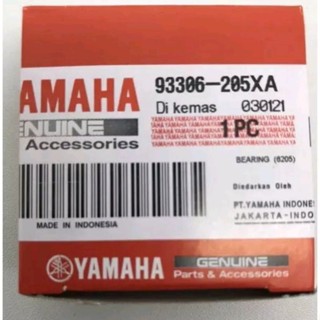 YAMAHA 93306-205XA
GENUINE Di kemas 030121
Accessories 1 PC
BEARING (6205)
Diedarkan Oleh
PT.YAMAHA INDONES
MADE IN INDONESIA JAKARTA-INDO
YAMAHA GENUINE
Parts & Accessories